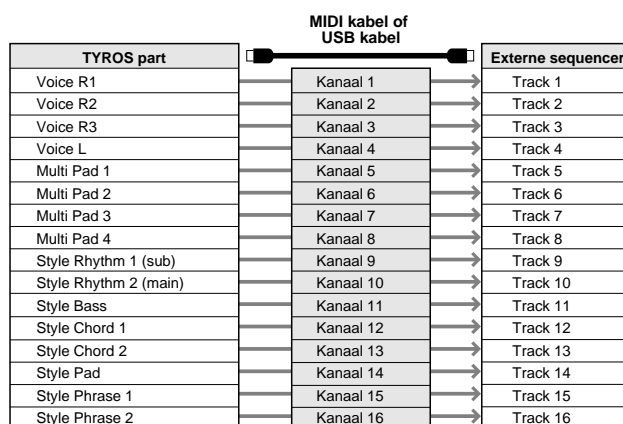 MIDI kabel of
USB kabel
TYROS part Externe sequencer
Voice R1 Kanaal 1 Track 1
Voice R2 Kanaal 2 Track 2
Voice R3 Kanaal 3 Track 3
Voice L Kanaal 4 Track 4
Multi Pad 1 Kanaal 5 Track 5
Multi Pad 2 Kanaal 6 Track 6
Multi Pad 3 Kanaal 7 Track 7
Multi Pad 4 Kanaal 8 Track 8
Style Rhythm 1 (sub) Kanaal 9 Track 9
Style Rhythm 2 (main) Kanaal 10 Track 10
Style Bass Kanaal 11 Track 11
Style Chord 1 Kanaal 12 Track 12
Style Chord 2 Kanaal 13 Track 13
Style Pad Kanaal 14 Track 14
Style Phrase 1 Kanaal 15 Track 15
Style Phrase 2 Kanaal 16 Track 16